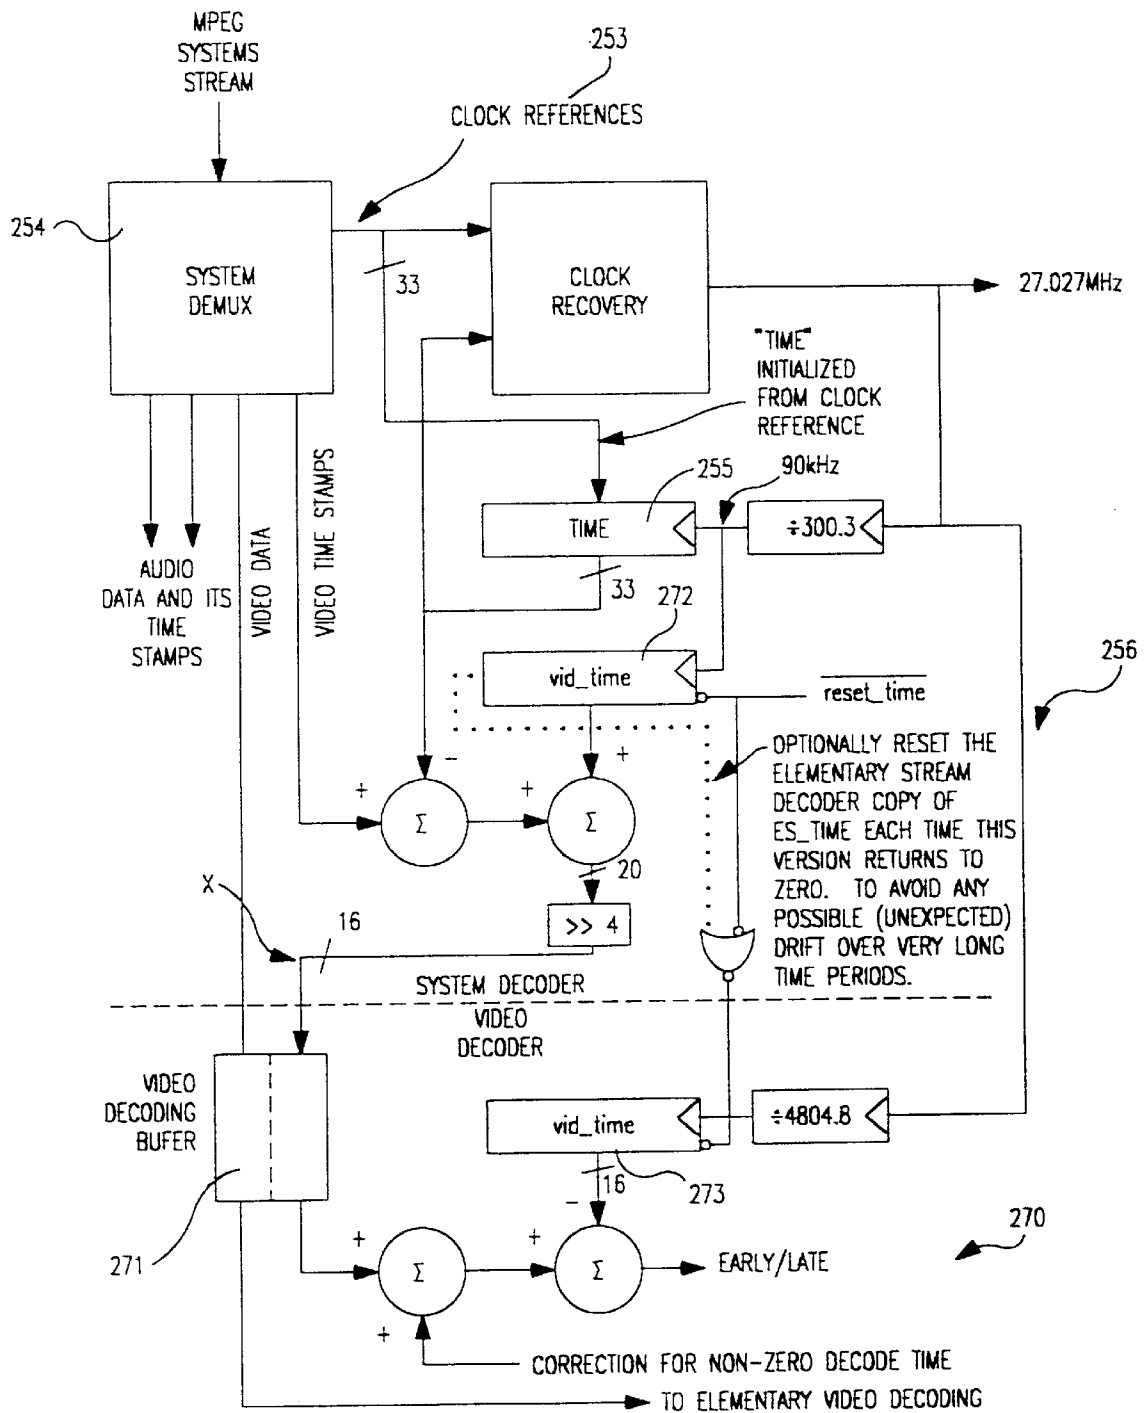 MPEG
SYSTEMS
STREAM
253
CLOCK REFERENCES
254
SYSTEM
DEMUX
33
CLOCK
RECOVERY
27.027MHz
"TIME"
INITIALIZED
FROM CLOCK
REFERENCE
255
90kHz
TIME
÷300.3
33
AUDIO
DATA AND ITS
TIME
STAMPS
VIDEO DATA
VIDEO TIME STAMPS
272
vid_time
reset_time
256
OPTIONALLY RESET THE
ELEMENTARY STREAM
DECODER COPY OF
ES_TIME EACH TIME THIS
VERSION RETURNS TO
ZERO. TO AVOID ANY
POSSIBLE (UNEXPECTED)
DRIFT OVER VERY LONG
TIME PERIODS.
- +
+ Σ + Σ
20
>> 4
X
16
SYSTEM DECODER
VIDEO
DECODER
VIDEO
DECODING
BUFER
271
vid_time
÷4804.8
16
273
-
+ Σ + Σ
EARLY/LATE
270
+
CORRECTION FOR NON-ZERO DECODE TIME
TO ELEMENTARY VIDEO DECODING